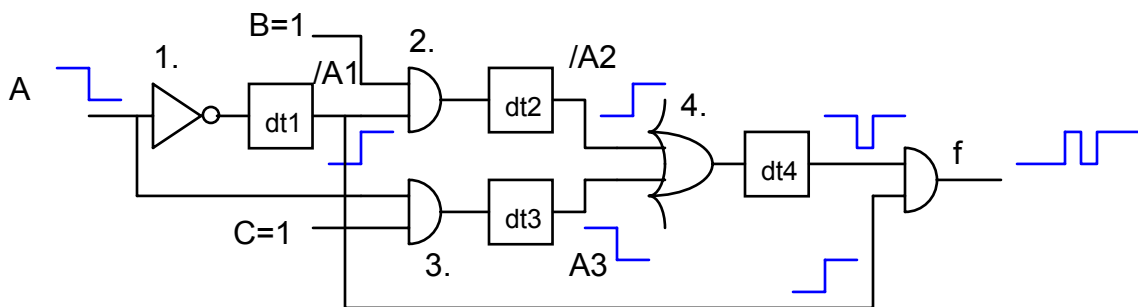 B=1
2.
1.
/A1
/A2
A
4.
dt1
dt2
f
dt4
dt3
C=1
3.
A3